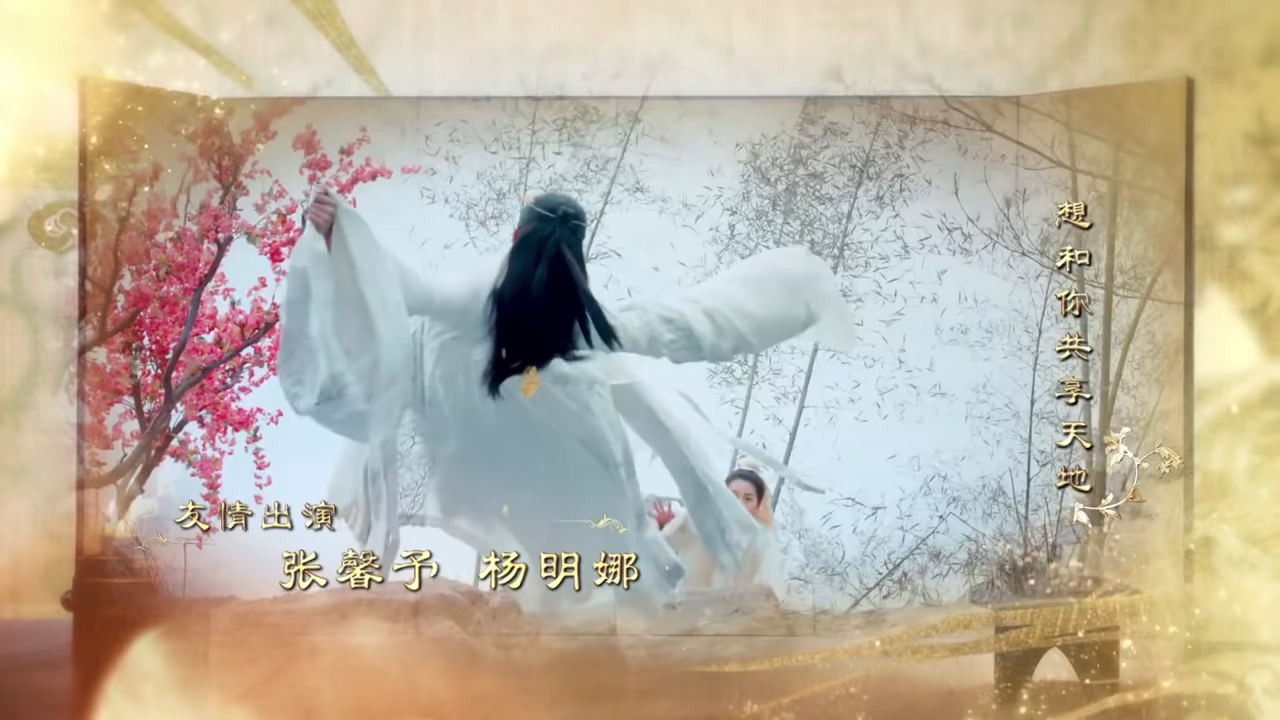 想和你共享天地
友情出演
张馨予 杨明娜